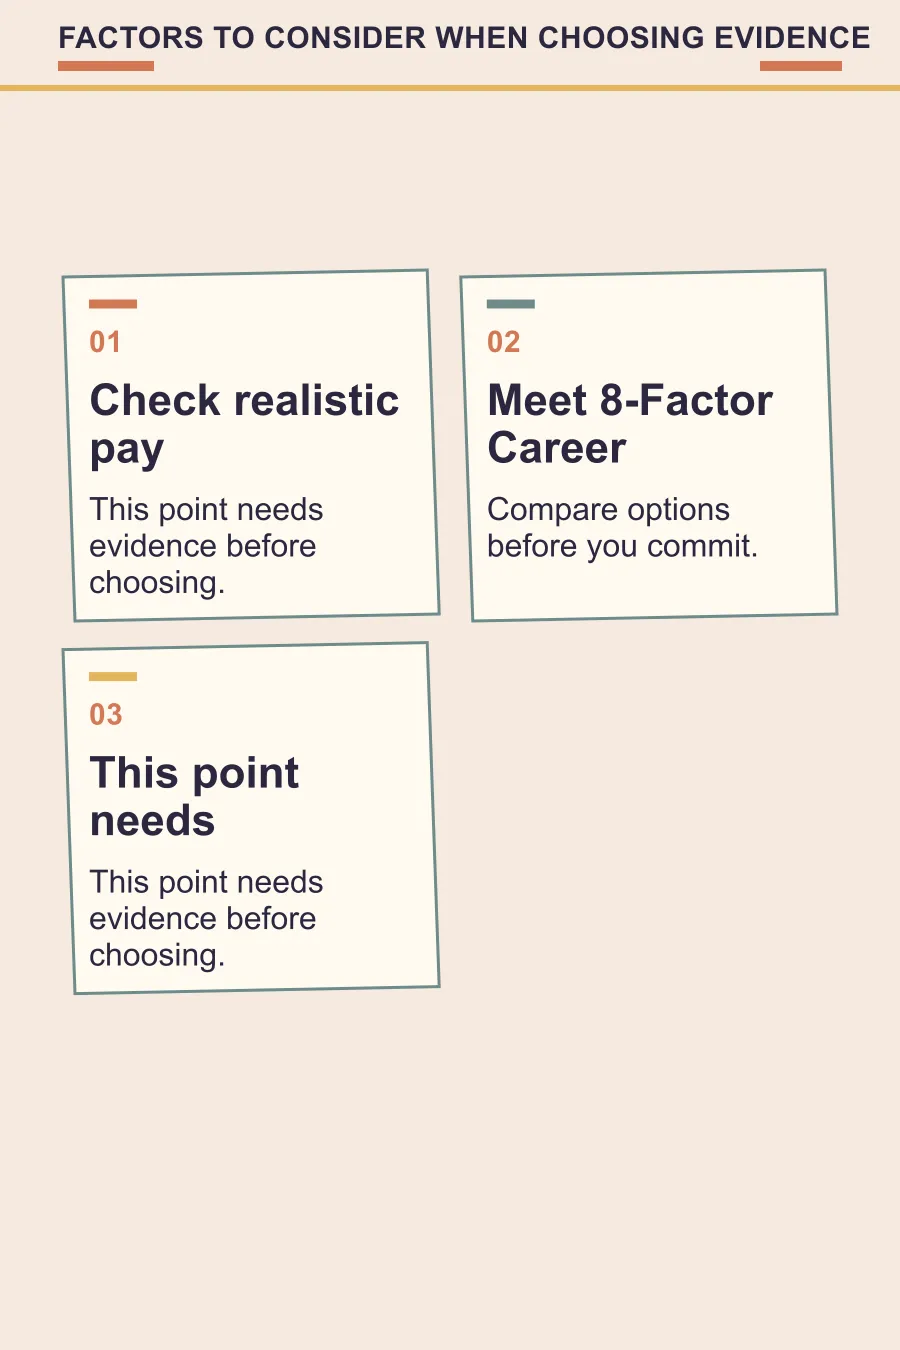 FACTORS TO CONSIDER WHEN CHOOSING EVIDENCE
01
Check realistic
pay
This point needs
evidence before
choosing.
02
Meet 8-Factor
Career
Compare options
before you commit.
03
This point
needs
This point needs
evidence before
choosing.